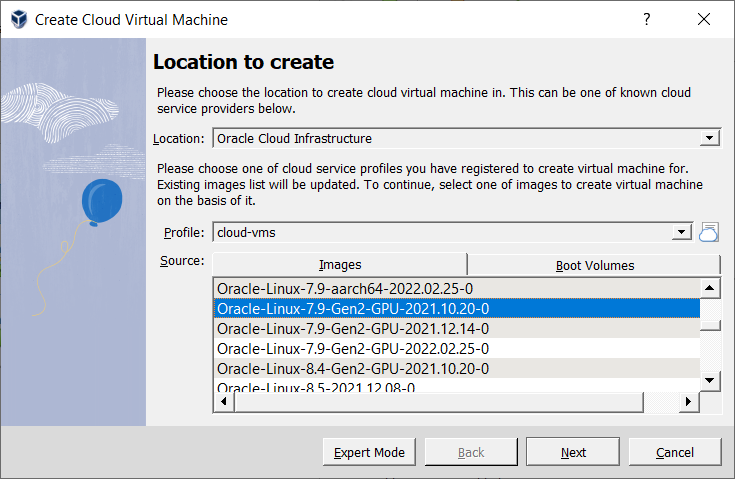 Create Cloud Virtual Machine
?
Location to create
Please choose the location to create cloud virtual machine in. This can be one of known cloud
service providers below.
Location: Oracle Cloud Infrastructure
Please choose one of cloud service profiles you have registered to create virtual machine for.
Existing images list will be updated. To continue, select one of images to create virtual machine
on the basis of it.
Profile: cloud-vms
Source: Images Boot Volumes
Oracle-Linux-7.9-aarch64-2022.02.25-0
Oracle-Linux-7.9-Gen2-GPU-2021.10.20-0
Oracle-Linux-7.9-Gen2-GPU-2021.12.14-0
Oracle-Linux-7.9-Gen2-GPU-2022.02.25-0
Oracle-Linux-8.4-Gen2-GPU-2021.10.20-0
Oracle-Linux-8.5-2021.12.08-0
Expert Mode Back Next Cancel